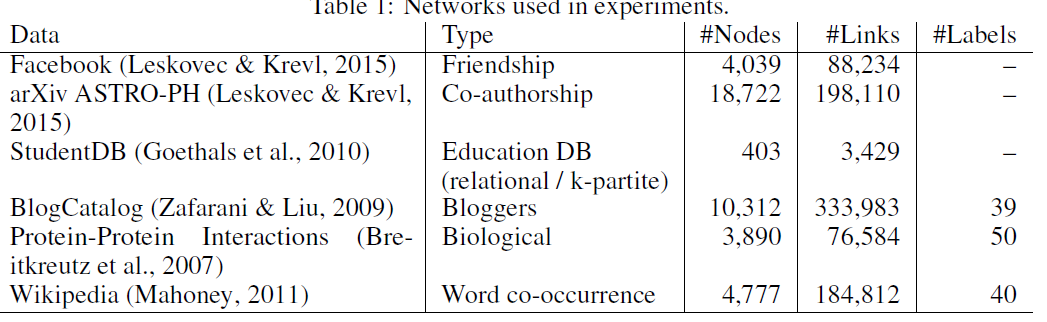 Table 1: Networks used in experiments.
Data Type #Nodes #Links #Labels
Facebook (Leskovec & Krevl, 2015) Friendship 4,039 88,234 –
arXiv ASTRO-PH (Leskovec & Krevl, Co-authorship 18,722 198,110 –
2015)
StudentDB (Goethals et al., 2010) Education DB 403 3,429 –
(relational / k-partite)
BlogCatalog (Zafarani & Liu, 2009) Bloggers 10,312 333,983 39
Protein-Protein Interactions (Bre- Biological 3,890 76,584 50
itkreutz et al., 2007)
Wikipedia (Mahoney, 2011) Word co-occurrence 4,777 184,812 40